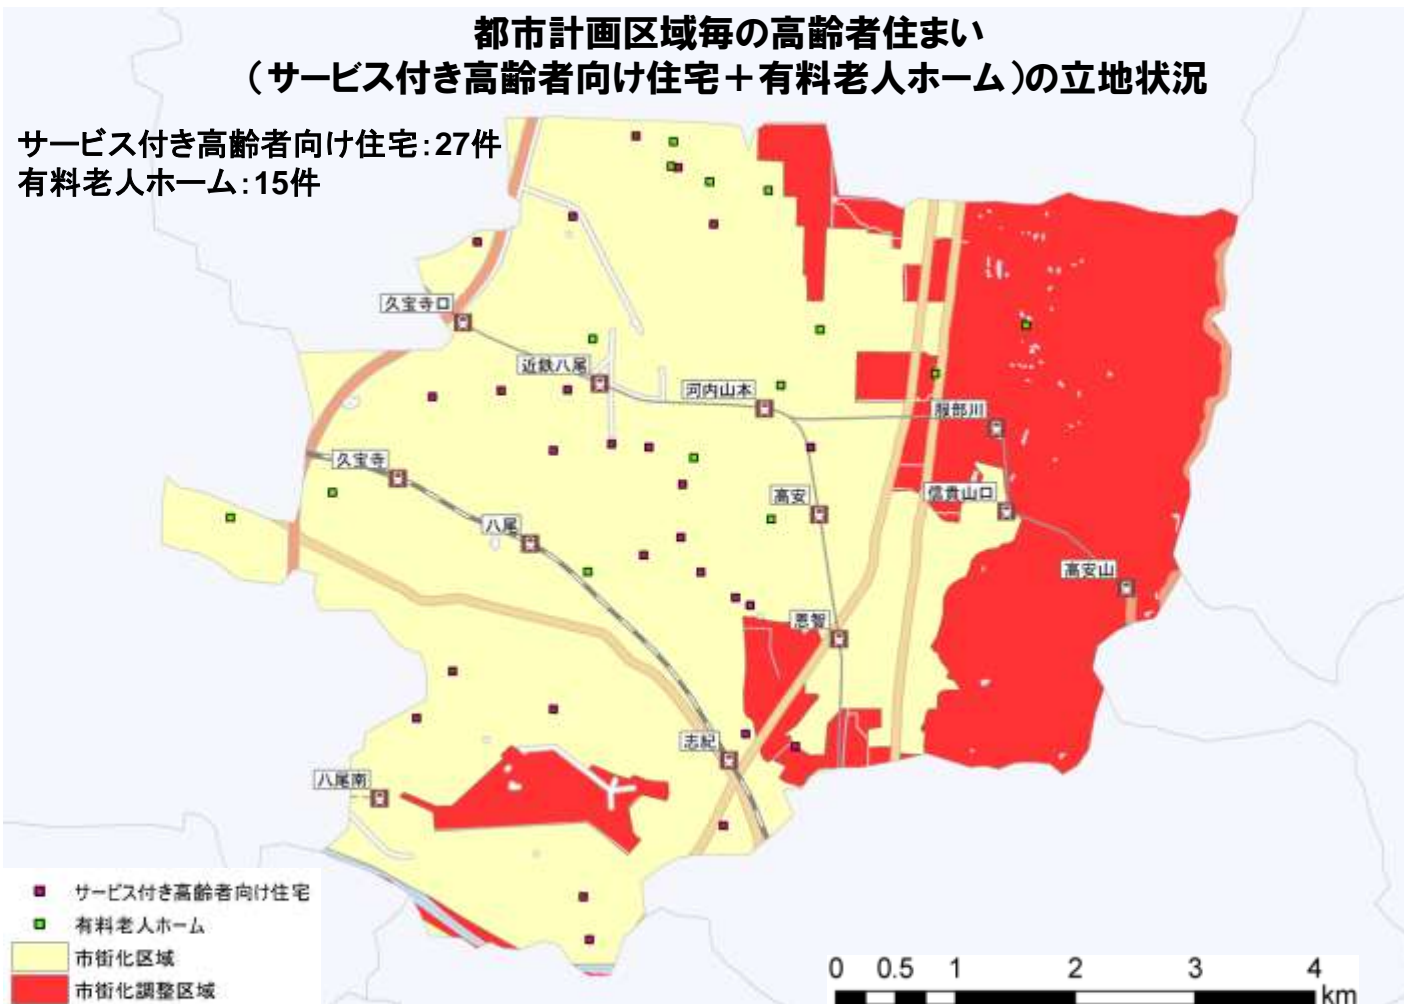 都市計画区域毎の高齢者住まい
（サービス付き高齢者向け住宅＋有料老人ホーム）の立地状況
サービス付き高齢者向け住宅：27件
有料老人ホーム：15件
久宝寺口
近鉄八尾
河内山本
服部川
久宝寺
高安
信貴山口
八尾
高安山
恩智
志紀
八尾南
サービス付き高齢者向け住宅
有料老人ホーム
市街化区域
市街化調整区域
0 0.5 1 2 3 4
km